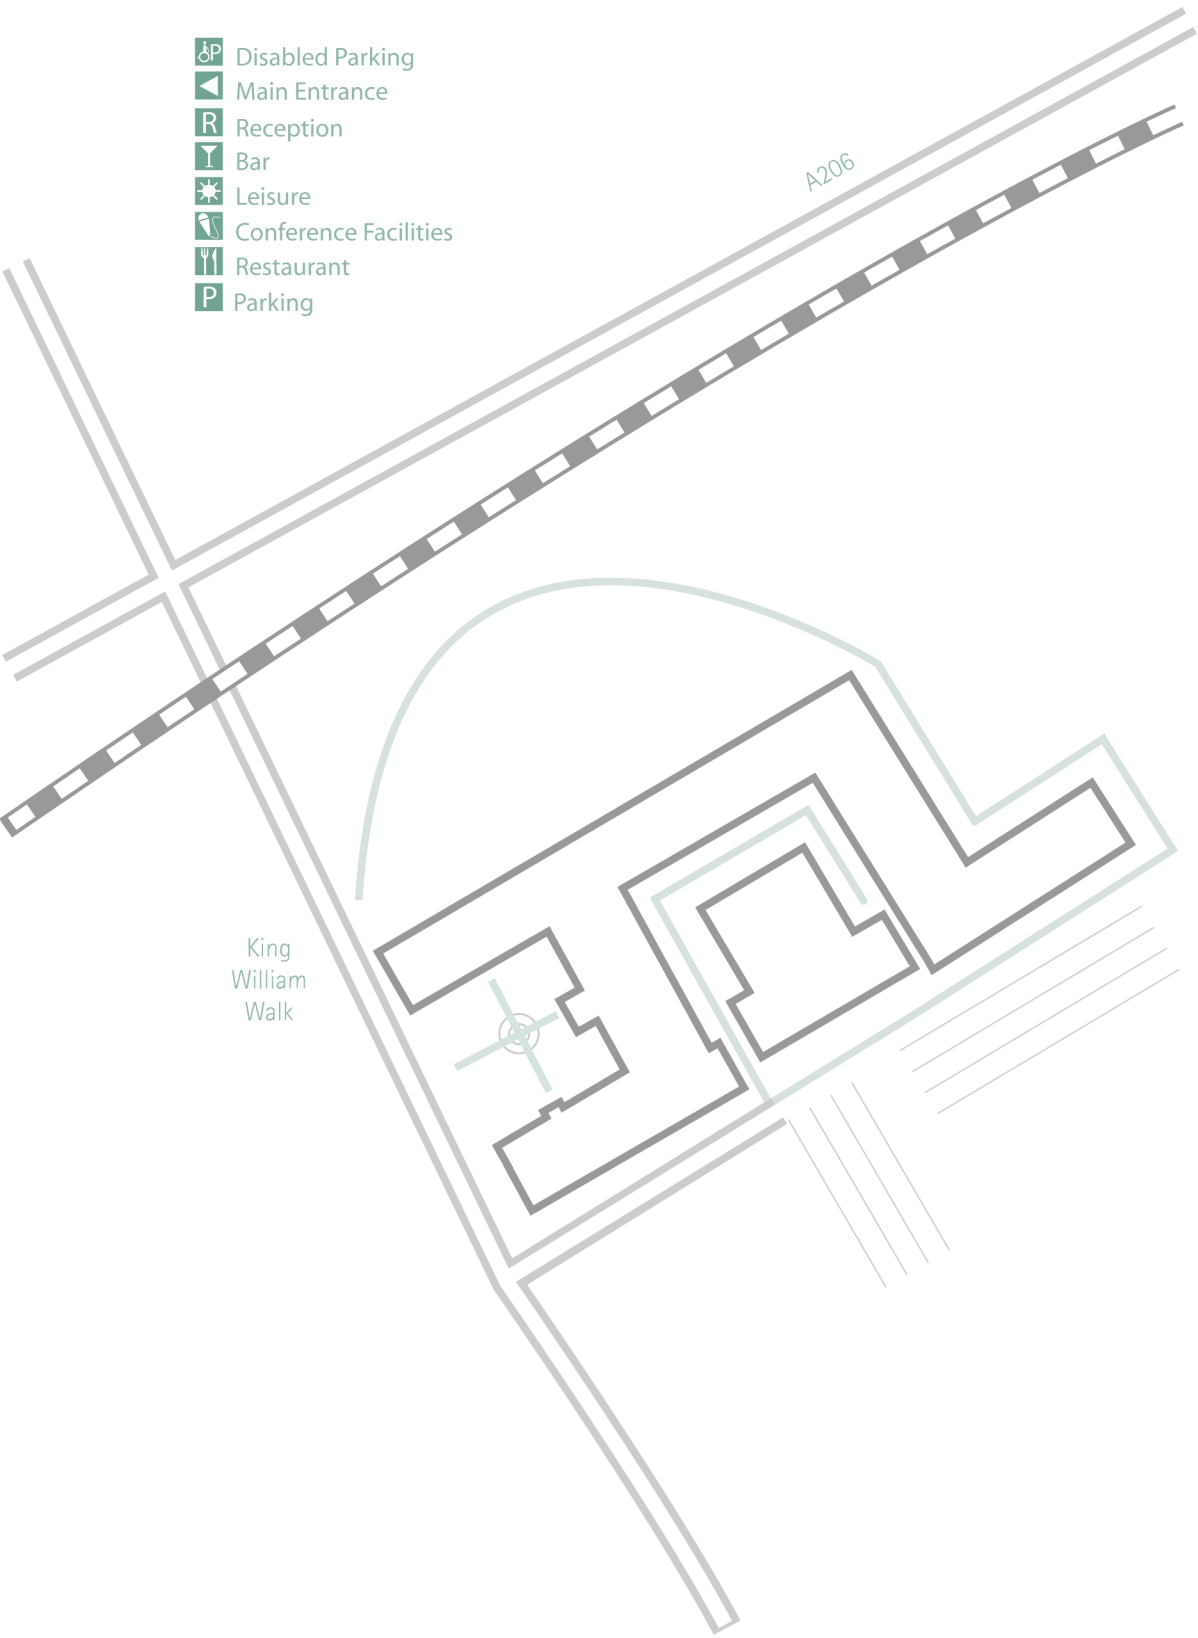 P Disabled Parking
Main Entrance
R Reception
Bar
Leisure
Conference Facilities
Restaurant
P Parking
A206
King
William
Walk